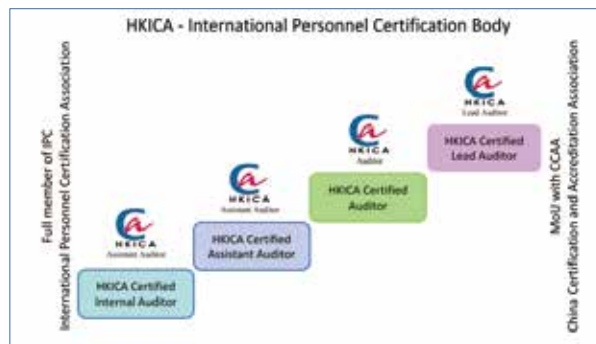 HKICA - International Personnel Certification Body
Full member of IPC
International Personnel Certification Association
HKICA
Assistant Auditor
HKICA Certified
Internal Auditor
HKICA
Assistant Auditor
HKICA Certified
Assistant Auditor
HKICA
Auditor
HKICA Certified
Auditor
HKICA
Lead Auditor
HKICA Certified
Lead Auditor
MoU with CCAA
China Certification and Accreditation Association